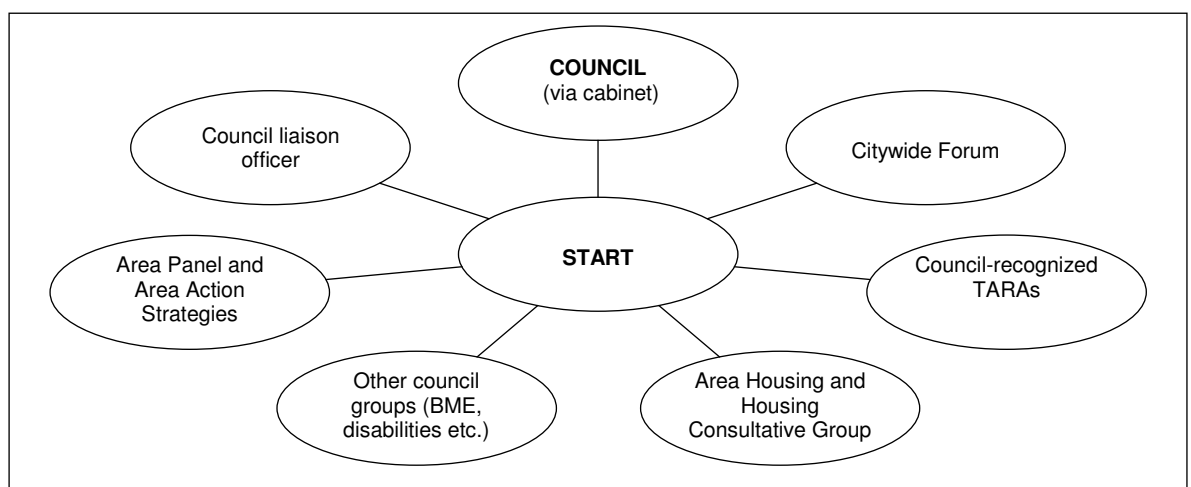 COUNCIL
(via cabinet)
Council liaison
officer
Citywide Forum
START
Area Panel and
Area Action
Strategies
Council-recognized
TARAs
Other council
groups (BME,
disabilities etc.)
Area Housing and
Housing
Consultative Group